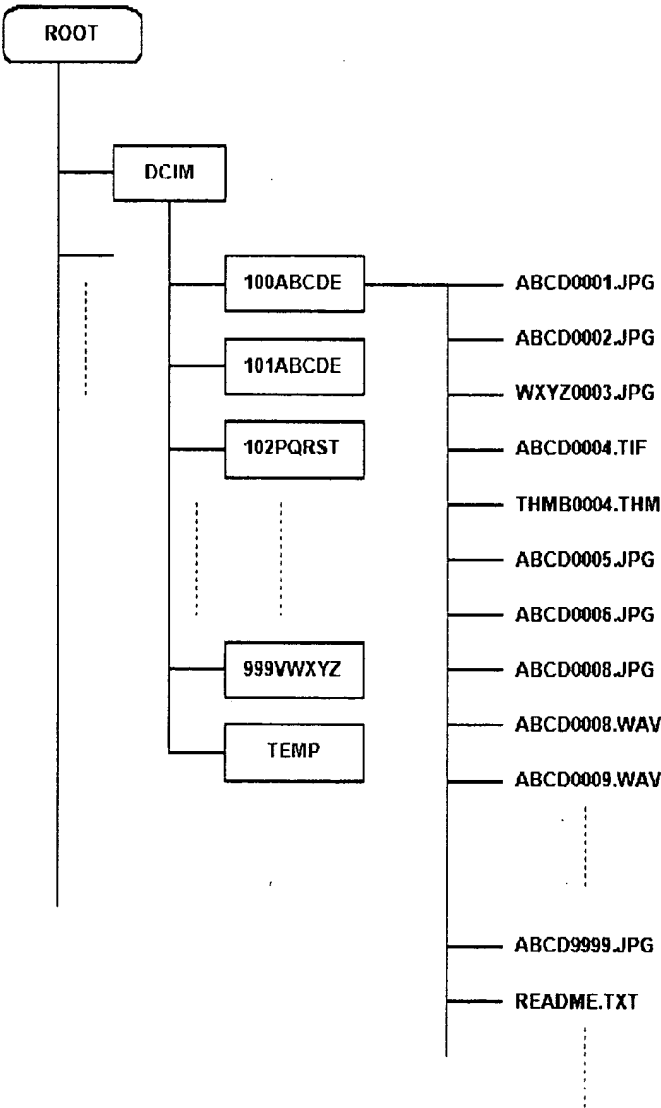 ROOT
DCIM
100ABCDE
101ABCDE
102PQRST
999VWXYZ
TEMP
ABCD0001.JPG
ABCD0002.JPG
WXYZ0003.JPG
ABCD0004.TIF
THMB0004.THM
ABCD0005.JPG
ABCD0006.JPG
ABCD0008.JPG
ABCD0008.WAV
ABCD0009.WAV
ABCD9999.JPG
README.TXT